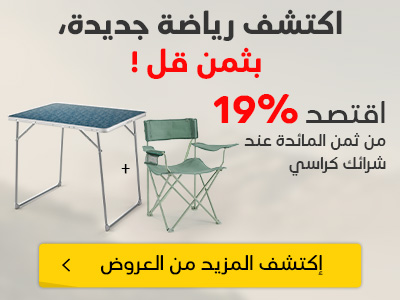 اكتشف رياضة جديدة،
بثمن قل !
اقتصد 19%
من ثمن المائدة عند
شرائك كراسي
+
إكتشف المزيد من العروض >